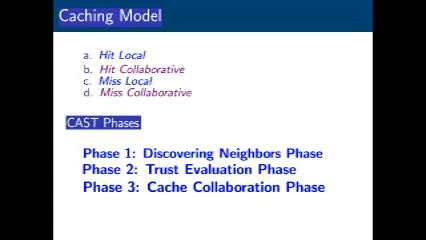 Caching Model
a. Hit Local
b. Hit Collaborative
c. Miss Local
d. Miss Collaborative
CAST Phases
Phase 1: Discovering Neighbors Phase
Phase 2: Trust Evaluation Phase
Phase 3: Cache Collaboration Phase